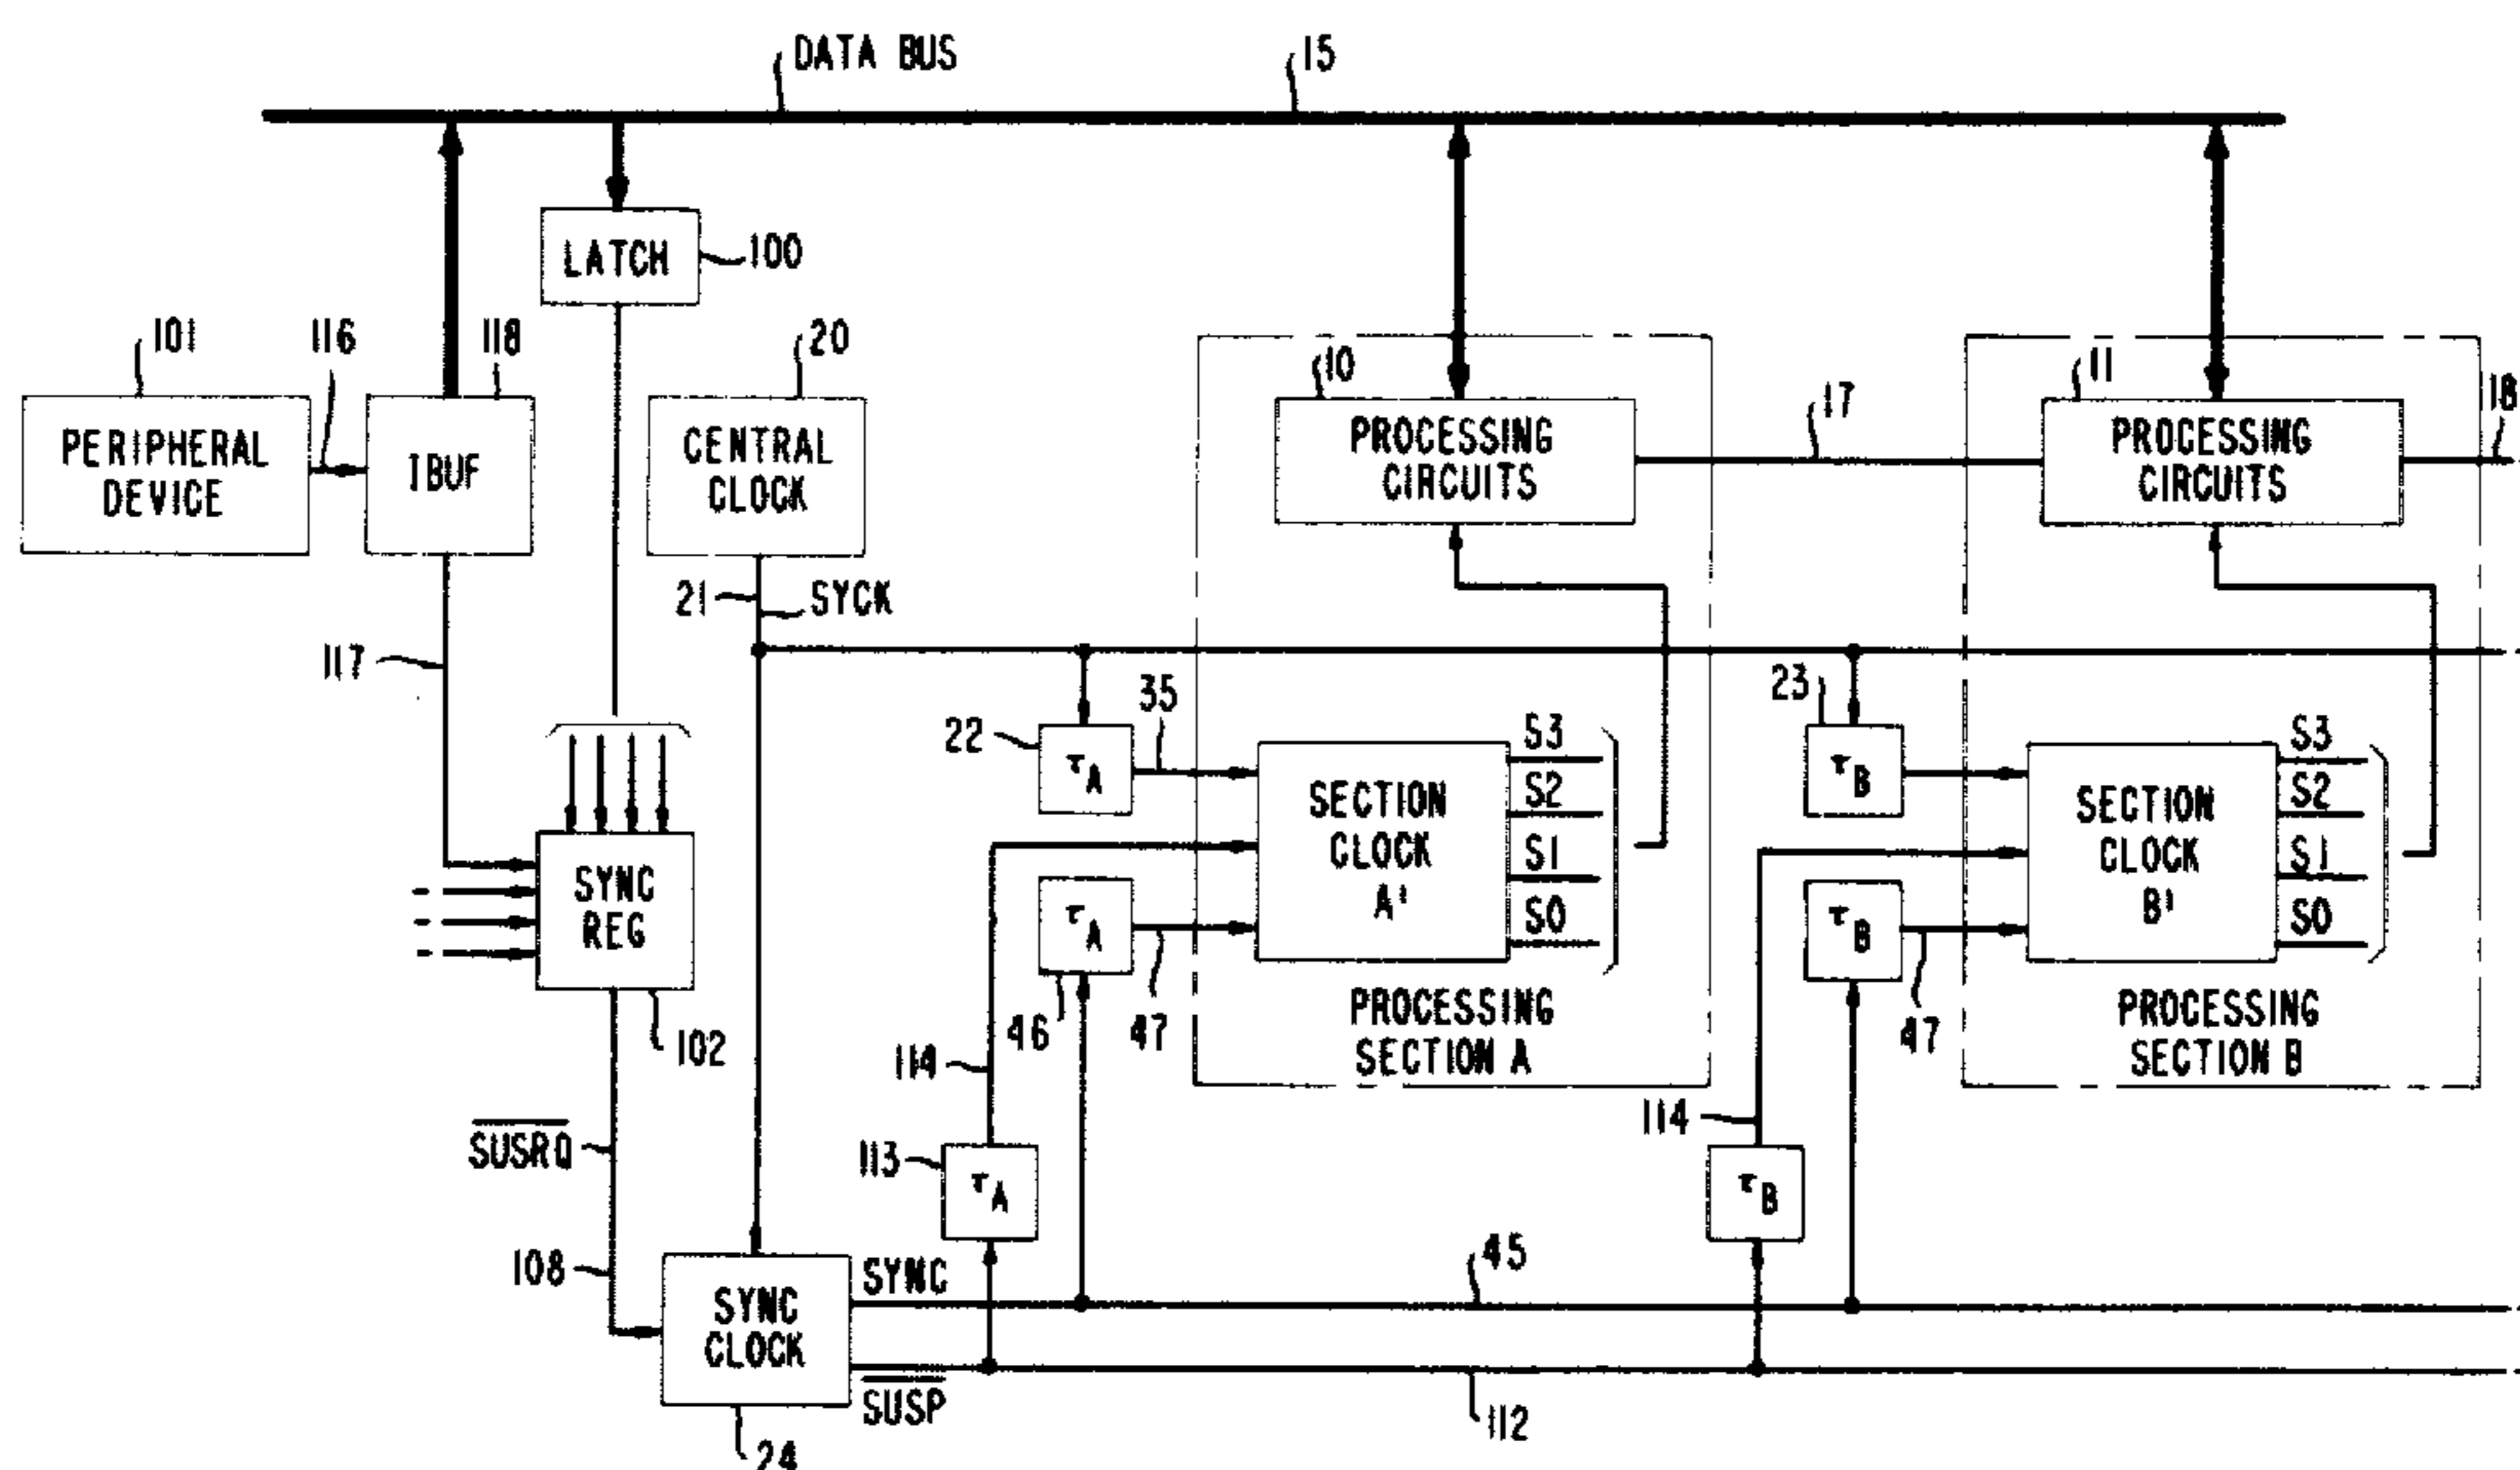 DATA BUS
15
LATCH
100
101
116
118
20
10
11
18
PERIPHERAL
DEVICE
IBUF
CENTRAL
CLOCK
PROCESSING
CIRCUITS
17
PROCESSING
CIRCUITS
21
SYCK
117
22
τA
35
23
τB
SECTION
CLOCK
A'
S3
S2
S1
S0
SECTION
CLOCK
B'
S3
S2
S1
S0
SYNC
REG
τA
τB
102
46
47
PROCESSING
SECTION A
47
PROCESSING
SECTION B
114
114
SUSRQ
113
τA
τB
108
SYNC
45
SYNC
CLOCK
SUSP
112
24